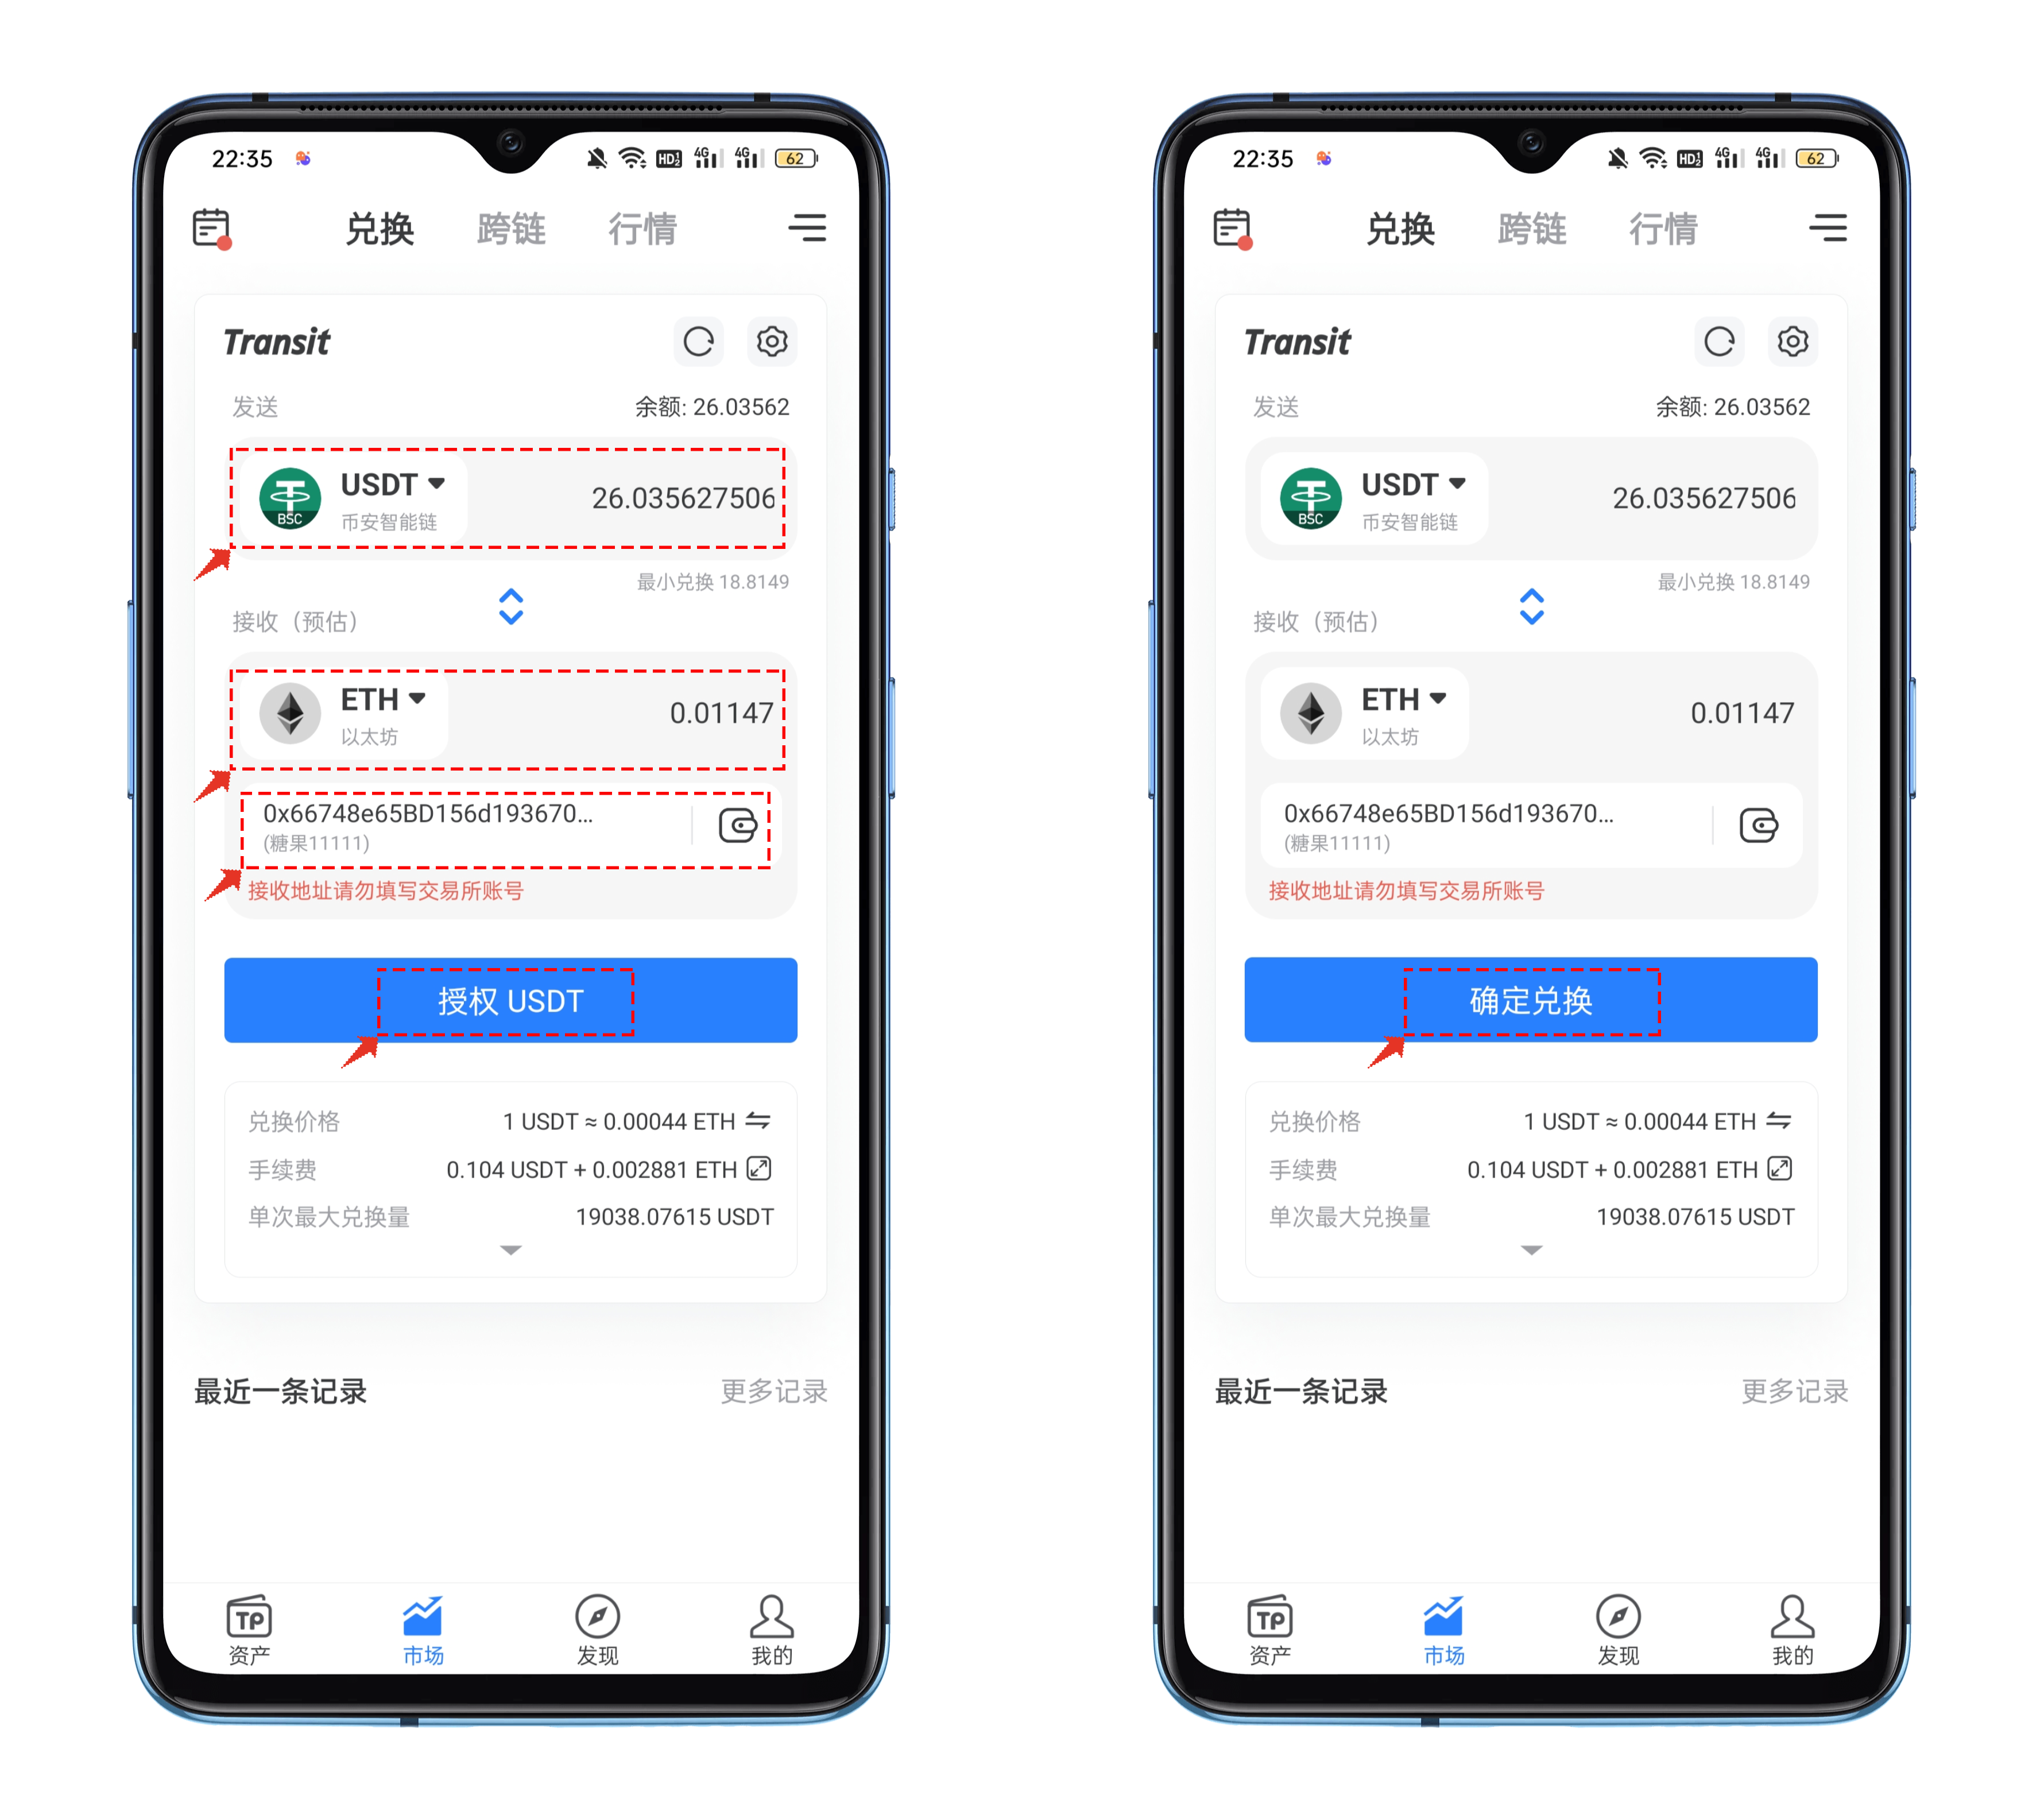 22:35
HD 1 2 4G 4G 62
兑换 跨链 行情
Transit
发送 余额: 26.03562
USDT 26.035627506
BSC 币安智能链
最小兑换 18.8149
接收（预估）
ETH 0.01147
以太坊
0x66748e65BD156d193670...
(糖果11111)
接收地址请勿填写交易所账号
授权 USDT
兑换价格 1 USDT ≈ 0.00044 ETH
手续费 0.104 USDT + 0.002881 ETH
单次最大兑换量 19038.07615 USDT
最近一条记录 更多记录
TP
资产 市场 发现 我的
22:35
HD 1 2 4G 4G 62
兑换 跨链 行情
Transit
发送 余额: 26.03562
USDT 26.035627506
BSC 币安智能链
最小兑换 18.8149
接收（预估）
ETH 0.01147
以太坊
0x66748e65BD156d193670...
(糖果11111)
接收地址请勿填写交易所账号
确定兑换
兑换价格 1 USDT ≈ 0.00044 ETH
手续费 0.104 USDT + 0.002881 ETH
单次最大兑换量 19038.07615 USDT
最近一条记录 更多记录
TP
资产 市场 发现 我的